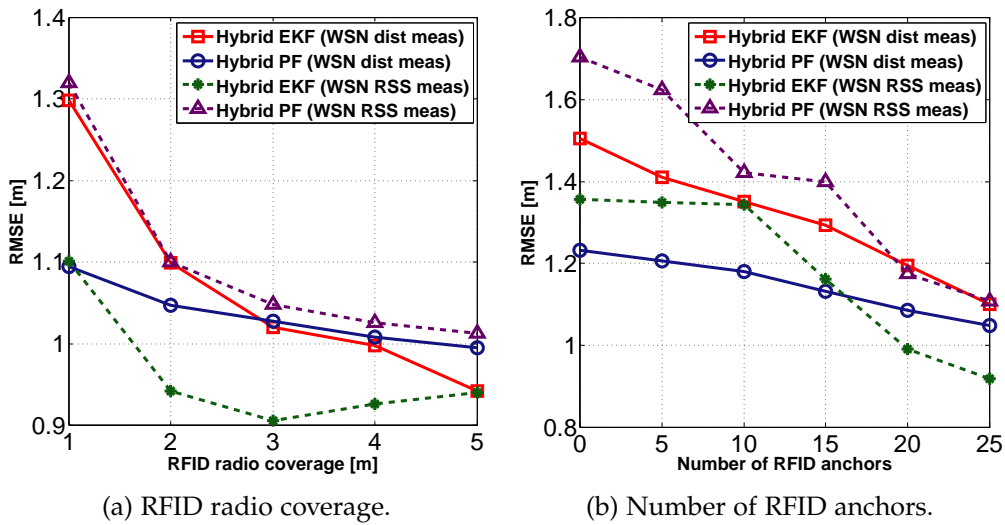 1.4
1.3
1.2
1.1
1
0.9
RMSE [m]
Hybrid EKF (WSN dist meas)
Hybrid PF (WSN dist meas)
Hybrid EKF (WSN RSS meas)
Hybrid PF (WSN RSS meas)
1 2 3 4 5
RFID radio coverage [m]
(a) RFID radio coverage.
1.8
1.6
1.4
1.2
1
0.8
RMSE [m]
Hybrid EKF (WSN dist meas)
Hybrid PF (WSN dist meas)
Hybrid EKF (WSN RSS meas)
Hybrid PF (WSN RSS meas)
0 5 10 15 20 25
Number of RFID anchors
(b) Number of RFID anchors.